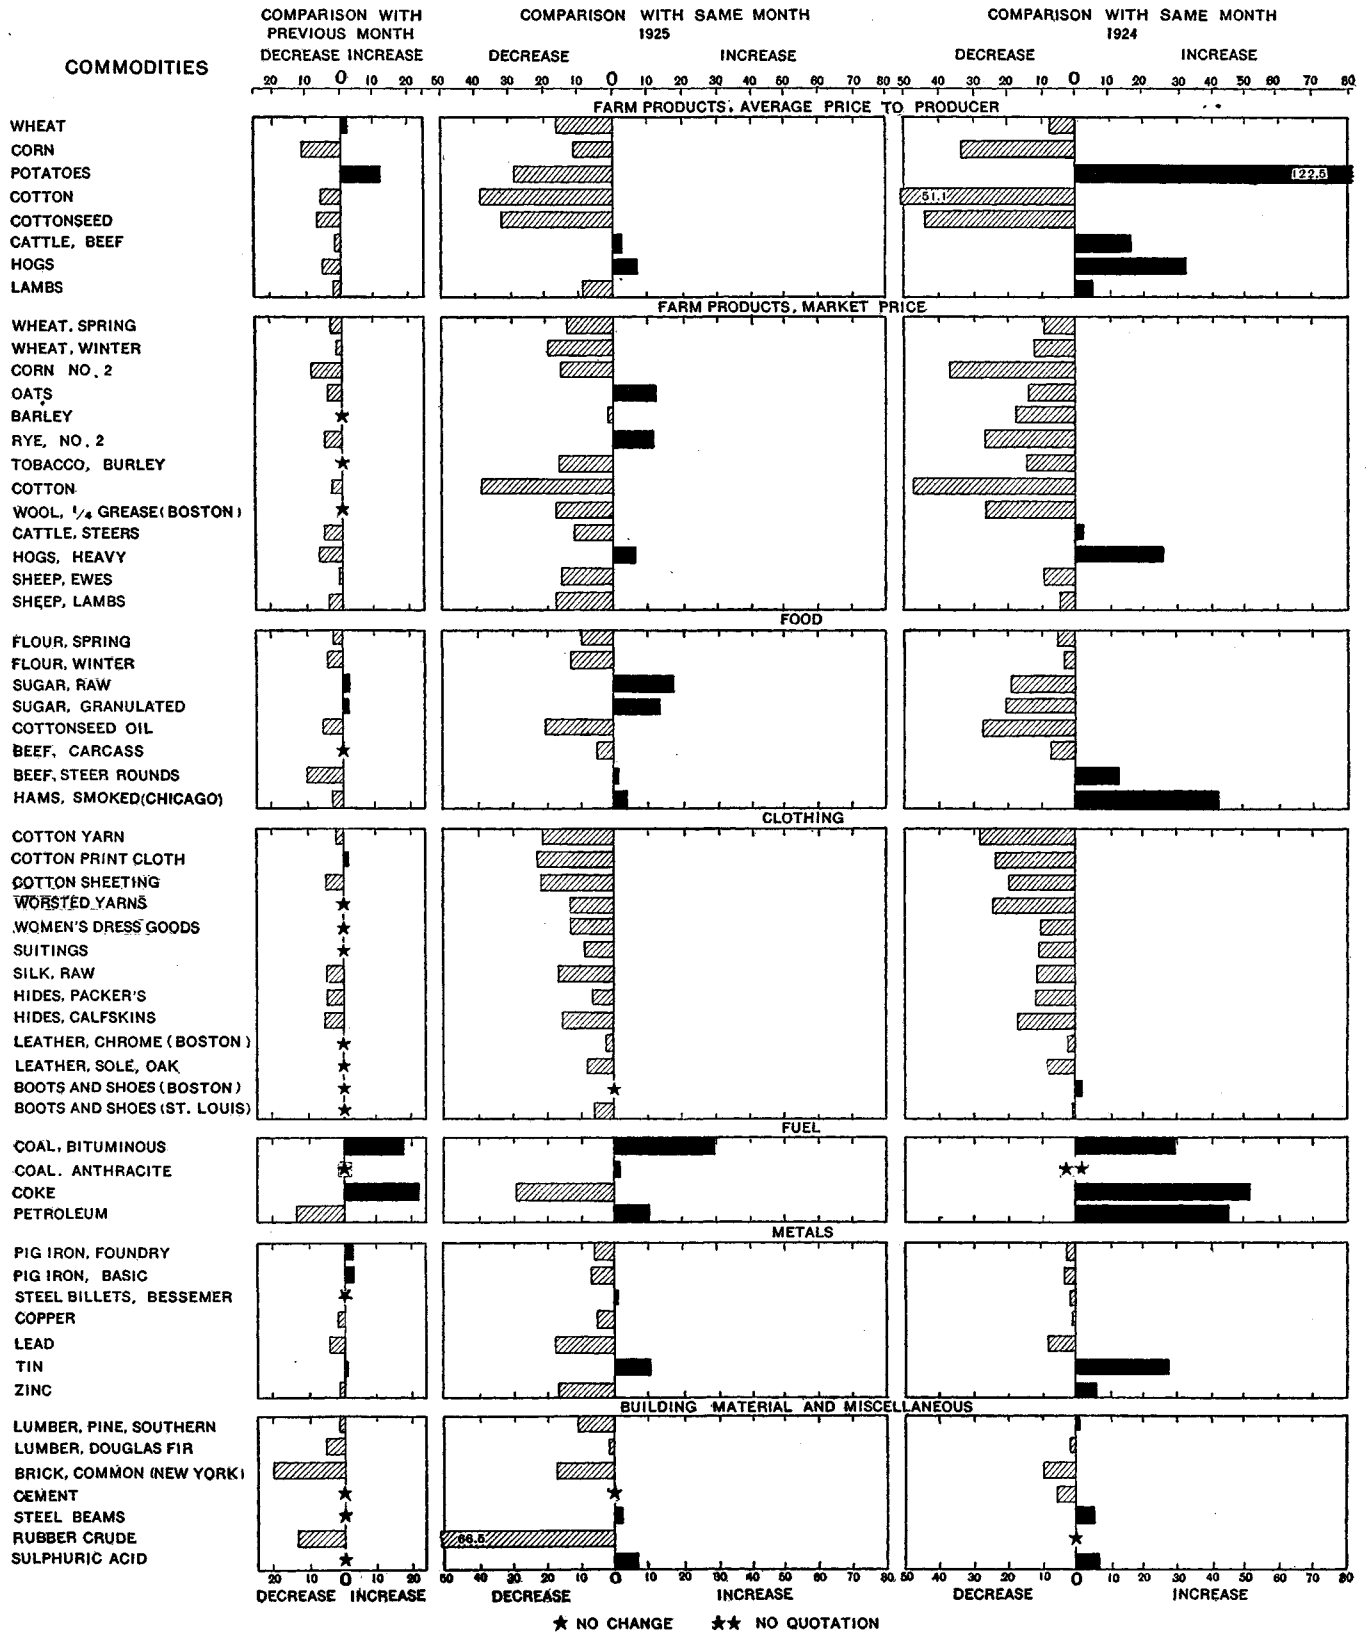 COMPARISON WITH PREVIOUS MONTH
COMPARISON WITH SAME MONTH 1925
COMPARISON WITH SAME MONTH 1924
COMMODITIES
DECREASE INCREASE
DECREASE INCREASE
DECREASE INCREASE
20 10 0 10 20
50 40 30 20 10 0 10 20 30 40 50 60 70 80
50 40 30 20 10 0 10 20 30 40 50 60 70 80
FARM PRODUCTS, AVERAGE PRICE TO PRODUCER
WHEAT
CORN
POTATOES 122.5
COTTON 51.1
COTTONSEED
CATTLE, BEEF
HOGS
LAMBS
FARM PRODUCTS, MARKET PRICE
WHEAT, SPRING
WHEAT, WINTER
CORN NO. 2
OATS
BARLEY ★
RYE, NO. 2
TOBACCO, BURLEY ★
COTTON
WOOL, 1/4 GREASE (BOSTON) ★
CATTLE, STEERS
HOGS, HEAVY
SHEEP, EWES
SHEEP, LAMBS
FOOD
FLOUR, SPRING
FLOUR, WINTER
SUGAR, RAW
SUGAR, GRANULATED
COTTONSEED OIL
BEEF, CARCASS ★
BEEF, STEER ROUNDS
HAMS, SMOKED (CHICAGO)
CLOTHING
COTTON YARN
COTTON PRINT CLOTH
COTTON SHEETING
WORSTED YARNS ★
WOMEN'S DRESS GOODS ★
SUITINGS ★
SILK, RAW
HIDES, PACKER'S
HIDES, CALFSKINS
LEATHER, CHROME (BOSTON) ★
LEATHER, SOLE, OAK ★
BOOTS AND SHOES (BOSTON) ★ ★
BOOTS AND SHOES (ST. LOUIS) ★
FUEL
COAL, BITUMINOUS
COAL. ANTHRACITE ★ ★★
COKE
PETROLEUM
METALS
PIG IRON, FOUNDRY
PIG IRON, BASIC
STEEL BILLETS, BESSEMER ★
COPPER
LEAD
TIN
ZINC
BUILDING MATERIAL AND MISCELLANEOUS
LUMBER, PINE, SOUTHERN
LUMBER, DOUGLAS FIR
BRICK, COMMON (NEW YORK)
CEMENT ★ ★
STEEL BEAMS ★
RUBBER CRUDE 66.5 ★
SULPHURIC ACID ★
20 10 0 10 20
50 40 30 20 10 0 10 20 30 40 50 60 70 80
50 40 30 20 10 0 10 20 30 40 50 60 70 80
DECREASE INCREASE
DECREASE INCREASE
DECREASE INCREASE
★ NO CHANGE ★★ NO QUOTATION